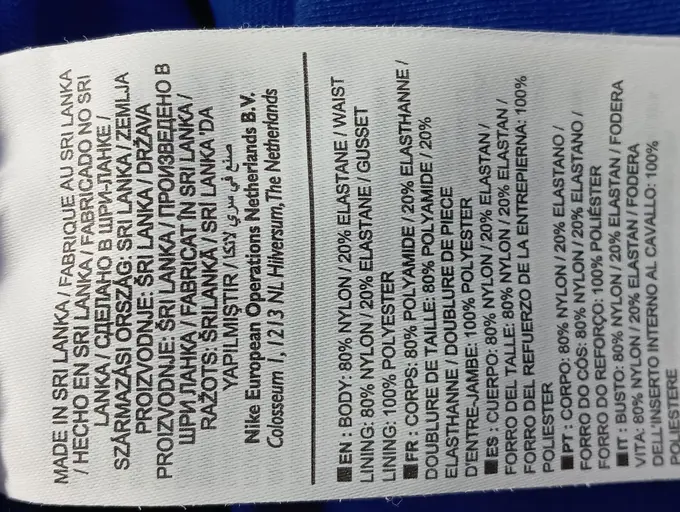 MADE IN SRI LANKA / FABRIQUE AU SRI LANKA
/ HECHO EN SRI LANKA / FABRICADO NO SRI
LANKA / СДЕЛАНО В ШРИ-ЛАНКЕ /
SZÁRMAZÁSI ORSZÁG: SRI LANKA / ZEMLJA
PROIZVODNJE: ŠRI LANKA / DRŽAVA
PROIZVODNJE: ŠRI LANKA / ПРОИЗВЕДЕНО В
ШРИ ЛАНКА / FABRICAT ÎN SRI LANKA /
RAŽOTS: ŠRILANKĀ / SRİ LANKA 'DA
YAPILMIŞTIR / صنع في سري لانكا
Nike European Operations Netherlands B.V.
Colosseum 1, 1213 NL Hilversum, The Netherlands
EN : BODY: 80% NYLON / 20% ELASTANE / WAIST
LINING: 80% NYLON / 20% ELASTANE / GUSSET
LINING: 100% POLYESTER
FR : CORPS: 80% POLYAMIDE / 20% ELASTHANNE /
DOUBLURE DE TAILLE: 80% POLYAMIDE / 20%
ELASTHANNE / DOUBLURE DE PIECE
D'ENTRE-JAMBE: 100% POLYESTER
ES : CUERPO: 80% NYLON / 20% ELASTAN /
FORRO DEL TALLE: 80% NYLON / 20% ELASTAN /
FORRO DEL REFUERZO DE LA ENTREPIERNA: 100%
POLIESTER
PT : CORPO: 80% NYLON / 20% ELASTANO /
FORRO DO CÓS: 80% NYLON / 20% ELASTANO /
FORRO DO REFORÇO: 100% POLIÉSTER
IT : BUSTO: 80% NYLON / 20% ELASTAN / FODERA
VITA: 80% NYLON / 20% ELASTAN / FODERA
DELL'INSERTO INTERNO AL CAVALLO: 100%
POLIESTERE